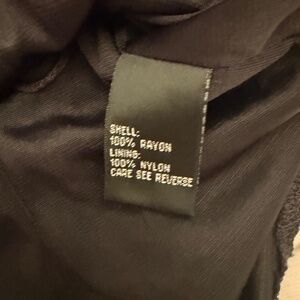 SHELL:
100% RAYON
LINING:
100% NYLON
CARE SEE REVERSE